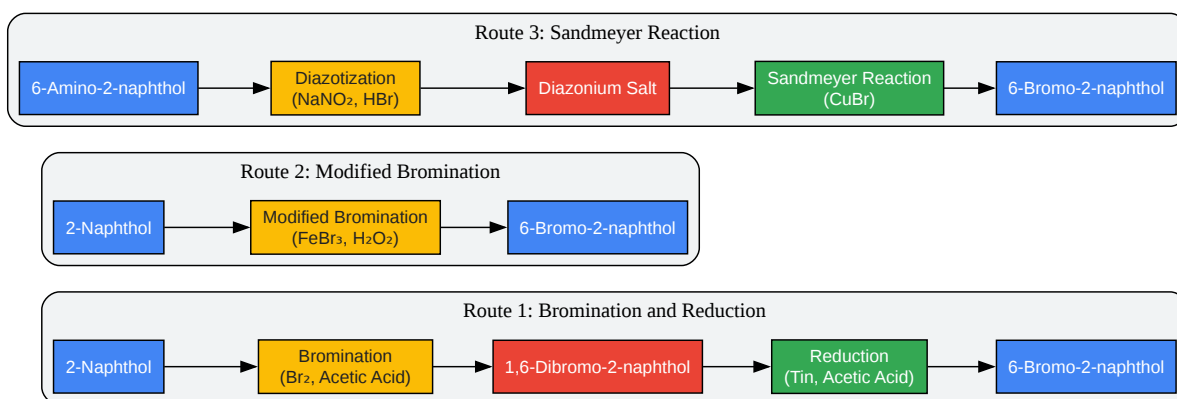 Route 3: Sandmeyer Reaction
6-Amino-2-naphthol
Diazotization
(NaNO₂, HBr)
Diazonium Salt
Sandmeyer Reaction
(CuBr)
6-Bromo-2-naphthol
Route 2: Modified Bromination
2-Naphthol
Modified Bromination
(FeBr₃, H₂O₂)
6-Bromo-2-naphthol
Route 1: Bromination and Reduction
2-Naphthol
Bromination
(Br₂, Acetic Acid)
1,6-Dibromo-2-naphthol
Reduction
(Tin, Acetic Acid)
6-Bromo-2-naphthol